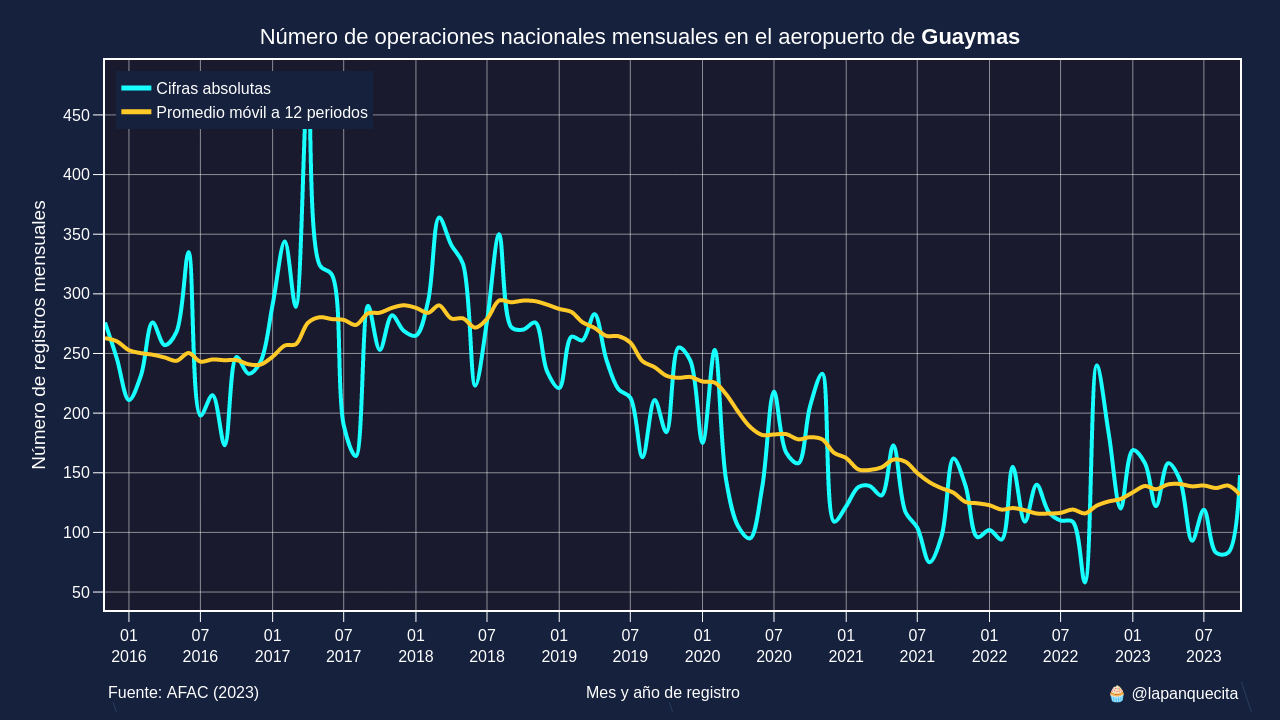 Número de operaciones nacionales mensuales en el aeropuerto de Guaymas
Cifras absolutas
Promedio móvil a 12 periodos
Número de registros mensuales
450
400
350
300
250
200
150
100
50
01 07 01 07 01 07 01 07 01 07 01 07 01 07 01 07
2016 2016 2017 2017 2018 2018 2019 2019 2020 2020 2021 2021 2022 2022 2023 2023
Fuente: AFAC (2023) Mes y año de registro 🧁 @lapanquecita